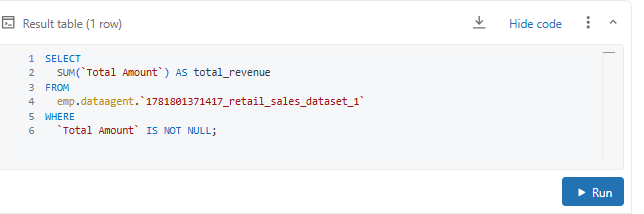 Result table (1 row)
Hide code
1 SELECT
2 SUM(`Total Amount`) AS total_revenue
3 FROM
4 emp.dataagent.`1781801371417_retail_sales_dataset_1`
5 WHERE
6 `Total Amount` IS NOT NULL;
Run